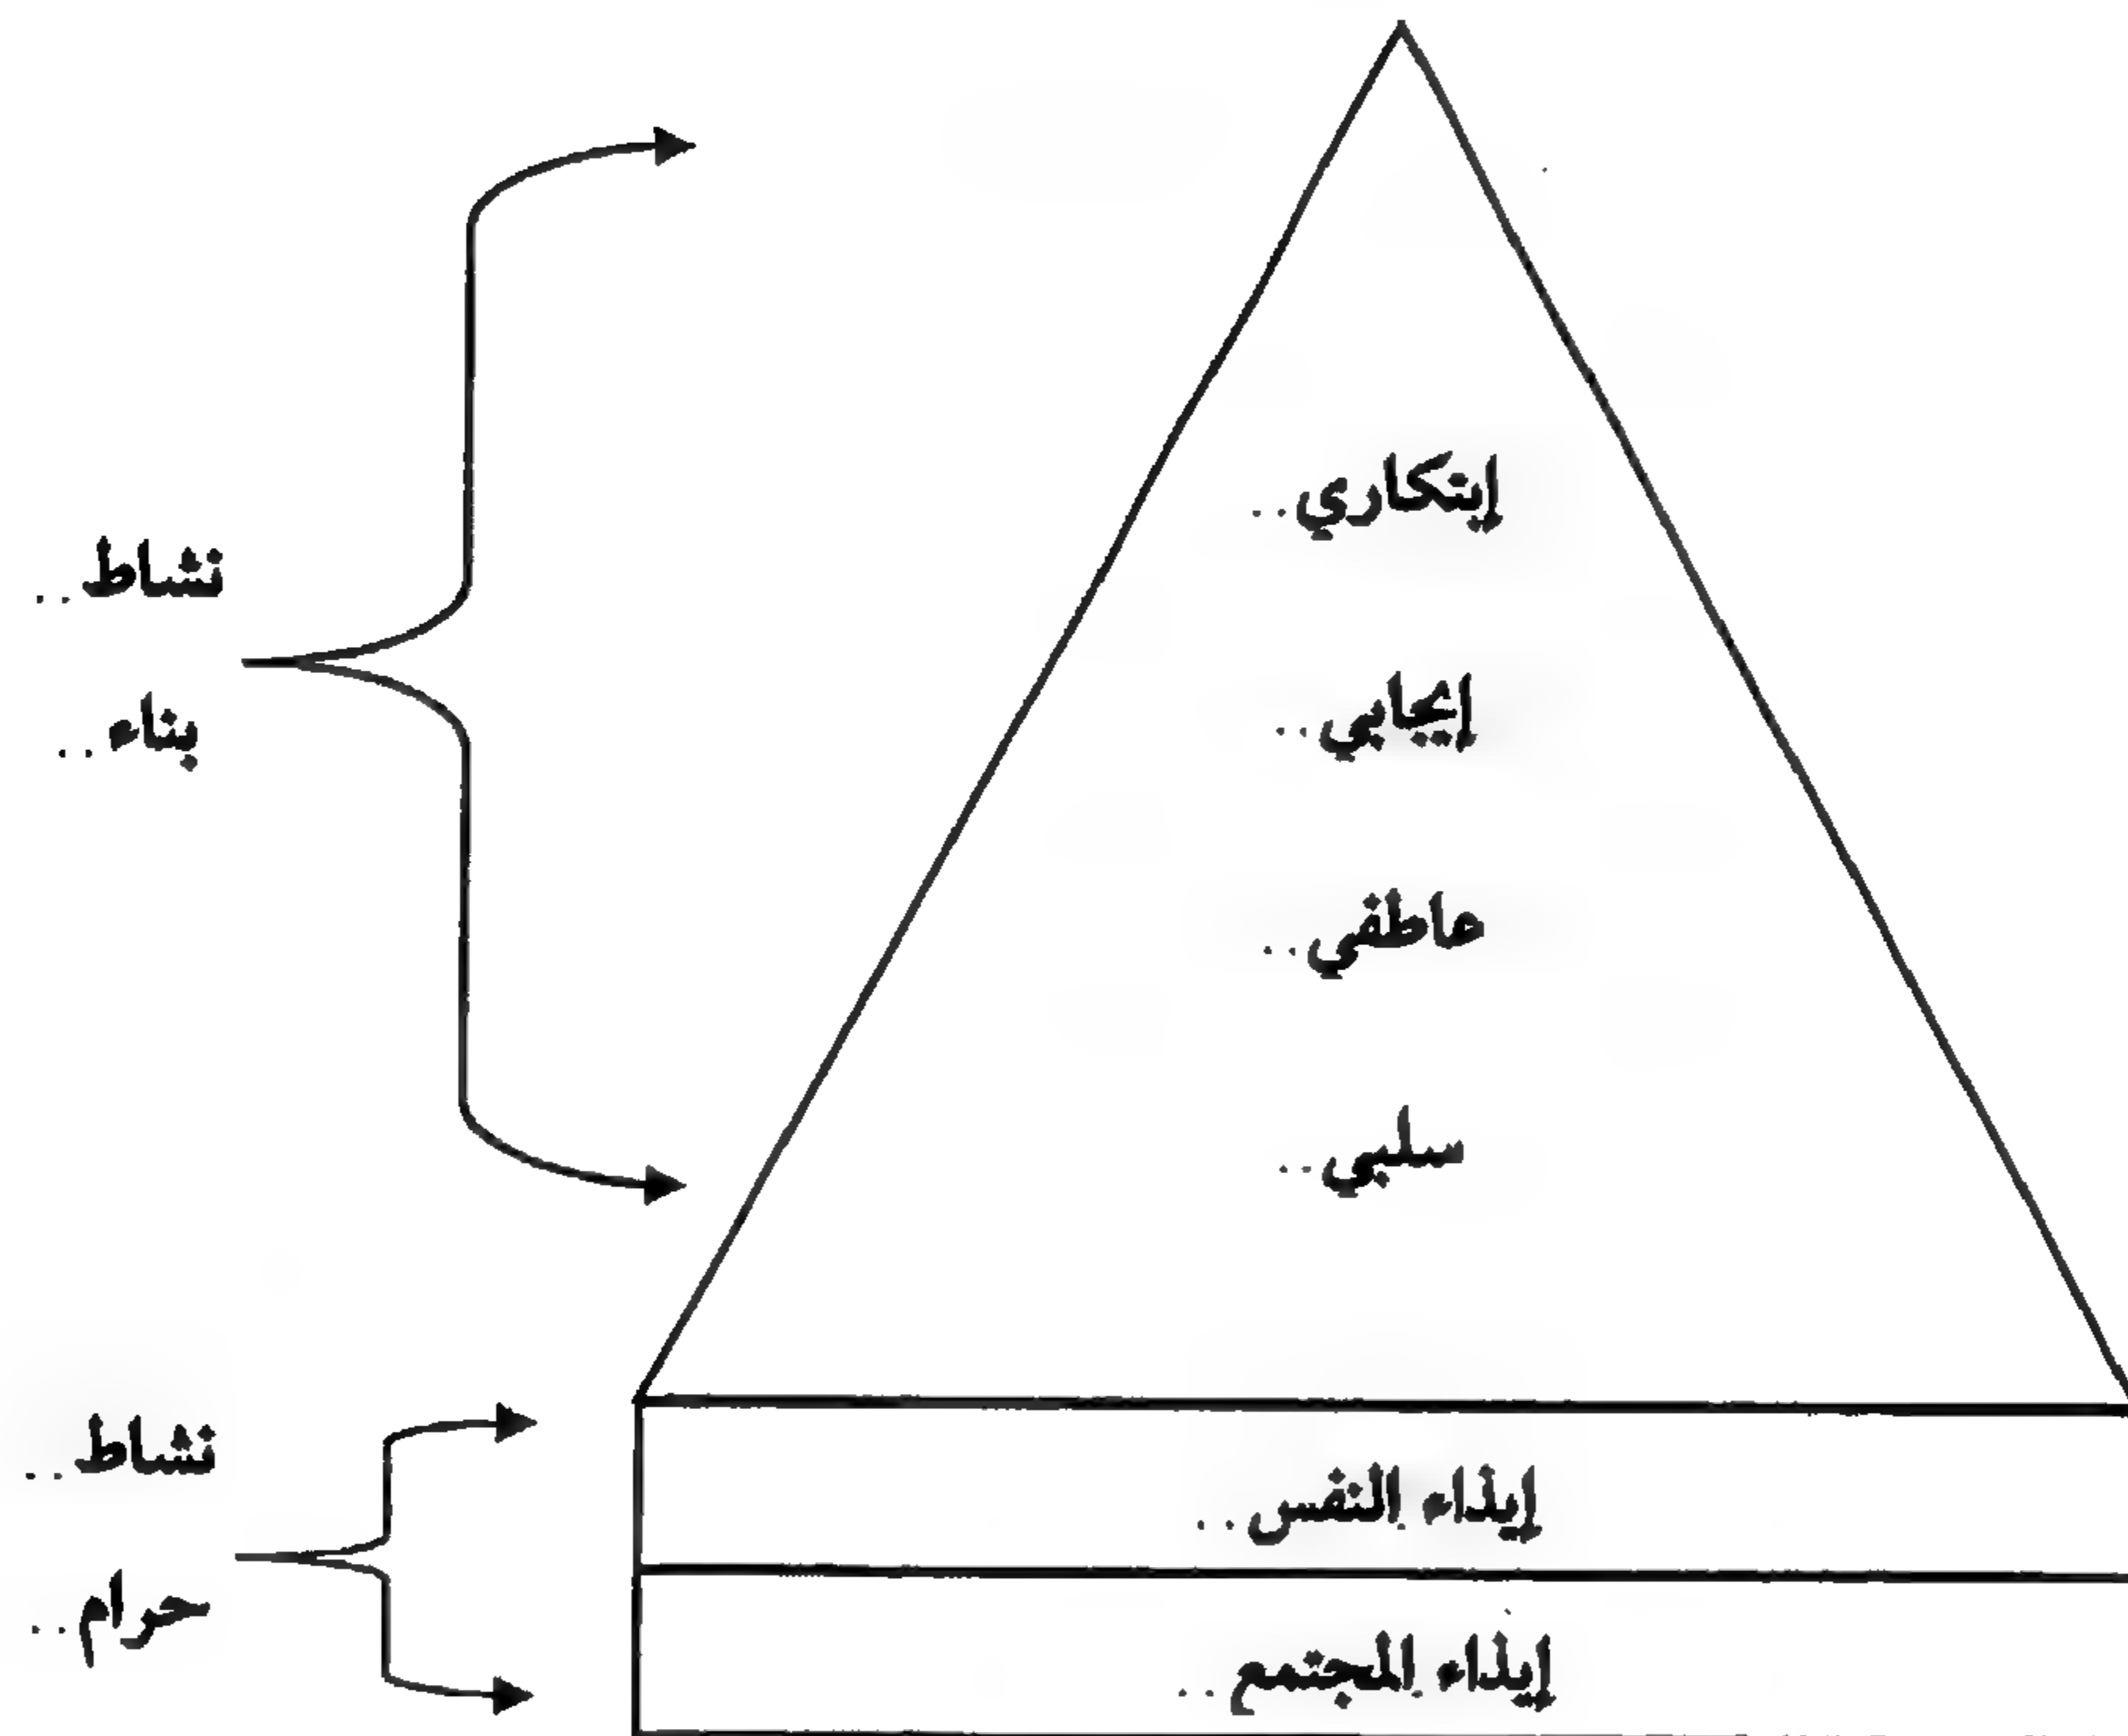 إبتكاري..
إيجابي..
عاطفي..
سلبي..
نشاط..
بناء..
إيذاء النفس..
إيذاء المجتمع..
نشاط..
حرام..